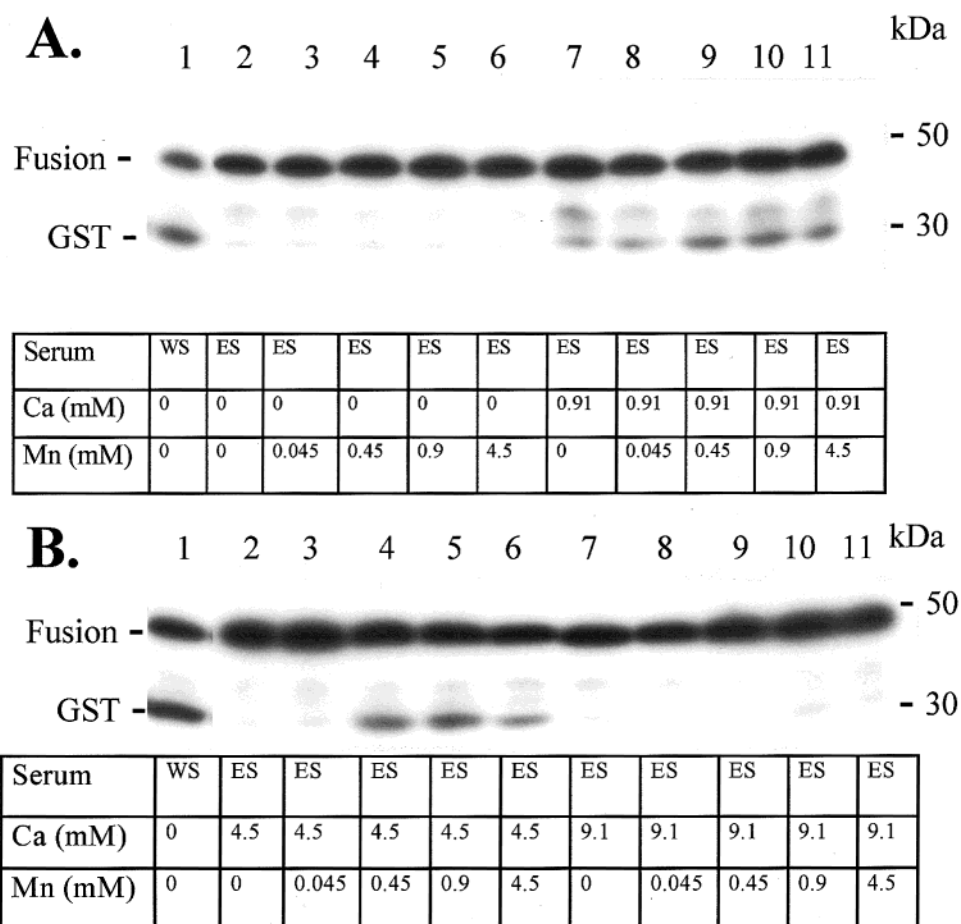 A.
kDa
1 2 3 4 5 6 7 8 9 10 11
- 50
Fusion -
GST -
- 30
Serum WS ES ES ES ES ES ES ES ES ES ES
Ca (mM) 0 0 0 0 0 0 0.91 0.91 0.91 0.91 0.91
Mn (mM) 0 0 0.045 0.45 0.9 4.5 0 0.045 0.45 0.9 4.5
B.
1 2 3 4 5 6 7 8 9 10 11 kDa
- 50
Fusion -
GST -
- 30
Serum WS ES ES ES ES ES ES ES ES ES ES
Ca (mM) 0 4.5 4.5 4.5 4.5 4.5 9.1 9.1 9.1 9.1 9.1
Mn (mM) 0 0 0.045 0.45 0.9 4.5 0 0.045 0.45 0.9 4.5